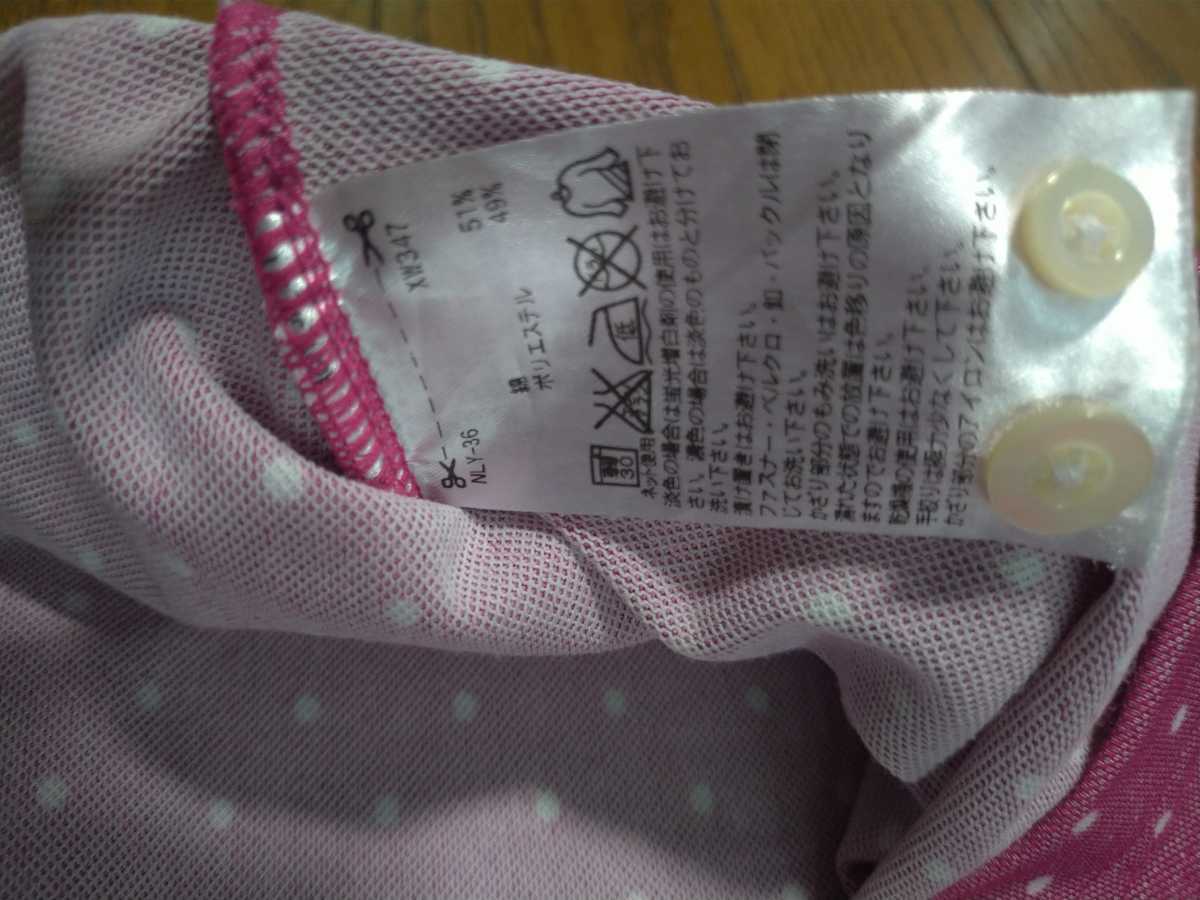 XW347
NLY-36
綿 51%
ポリエステル 49%
低
30
ネット使用
淡色の場合は蛍光増白剤の使用はお避け下
さい。濃色の場合は淡色のものと分けてお
洗い下さい。
漬け置きはお避け下さい。
ファスナー・ベルクロ・釦・バックルは閉
じてお洗い下さい。
かざり部分のもみ洗いはお避け下さい。
濡れた状態での放置は色移りの原因となり
ますのでお避け下さい。
乾燥機の使用はお避け下さい。
手絞りは極力少なくして下さい。
かざり部分のアイロンはお避け下さい。